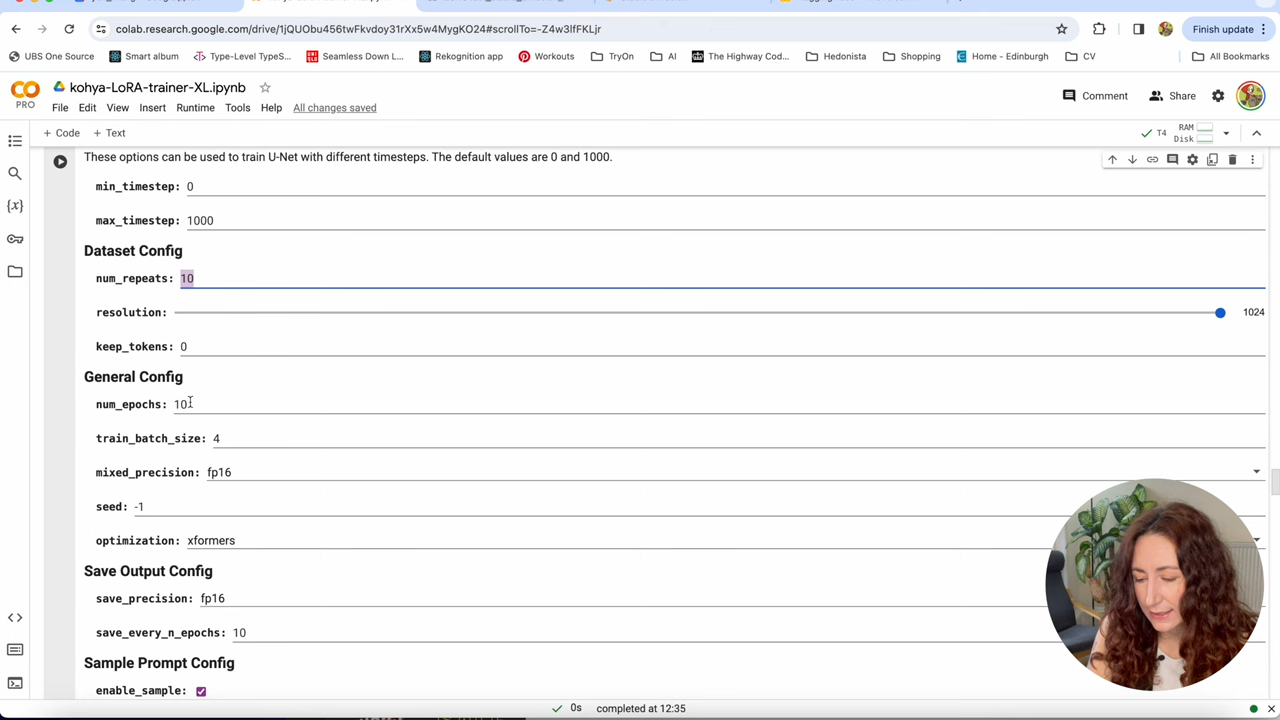 colab.research.google.com/drive/1jQUObu456twFkvdoy31rXx5w4MygKO24#scrollTo=-Z4w3lfFKLjr
Finish update
UBS One Source
Smart album
Type-Level TypeS...
Seamless Down L...
Rekognition app
Workouts
TryOn
AI
The Highway Cod...
Hedonista
Shopping
Home - Edinburgh
CV
All Bookmarks
PRO
kohya-LoRA-trainer-XL.ipynb
File Edit View Insert Runtime Tools Help All changes saved
Comment
Share
+ Code + Text
T4
RAM
Disk
These options can be used to train U-Net with different timesteps. The default values are 0 and 1000.
min_timestep: 0
max_timestep: 1000
Dataset Config
num_repeats: 10
resolution: 1024
keep_tokens: 0
General Config
num_epochs: 10
train_batch_size: 4
mixed_precision: fp16
seed: -1
optimization: xformers
Save Output Config
save_precision: fp16
save_every_n_epochs: 10
Sample Prompt Config
enable_sample:
0s completed at 12:35